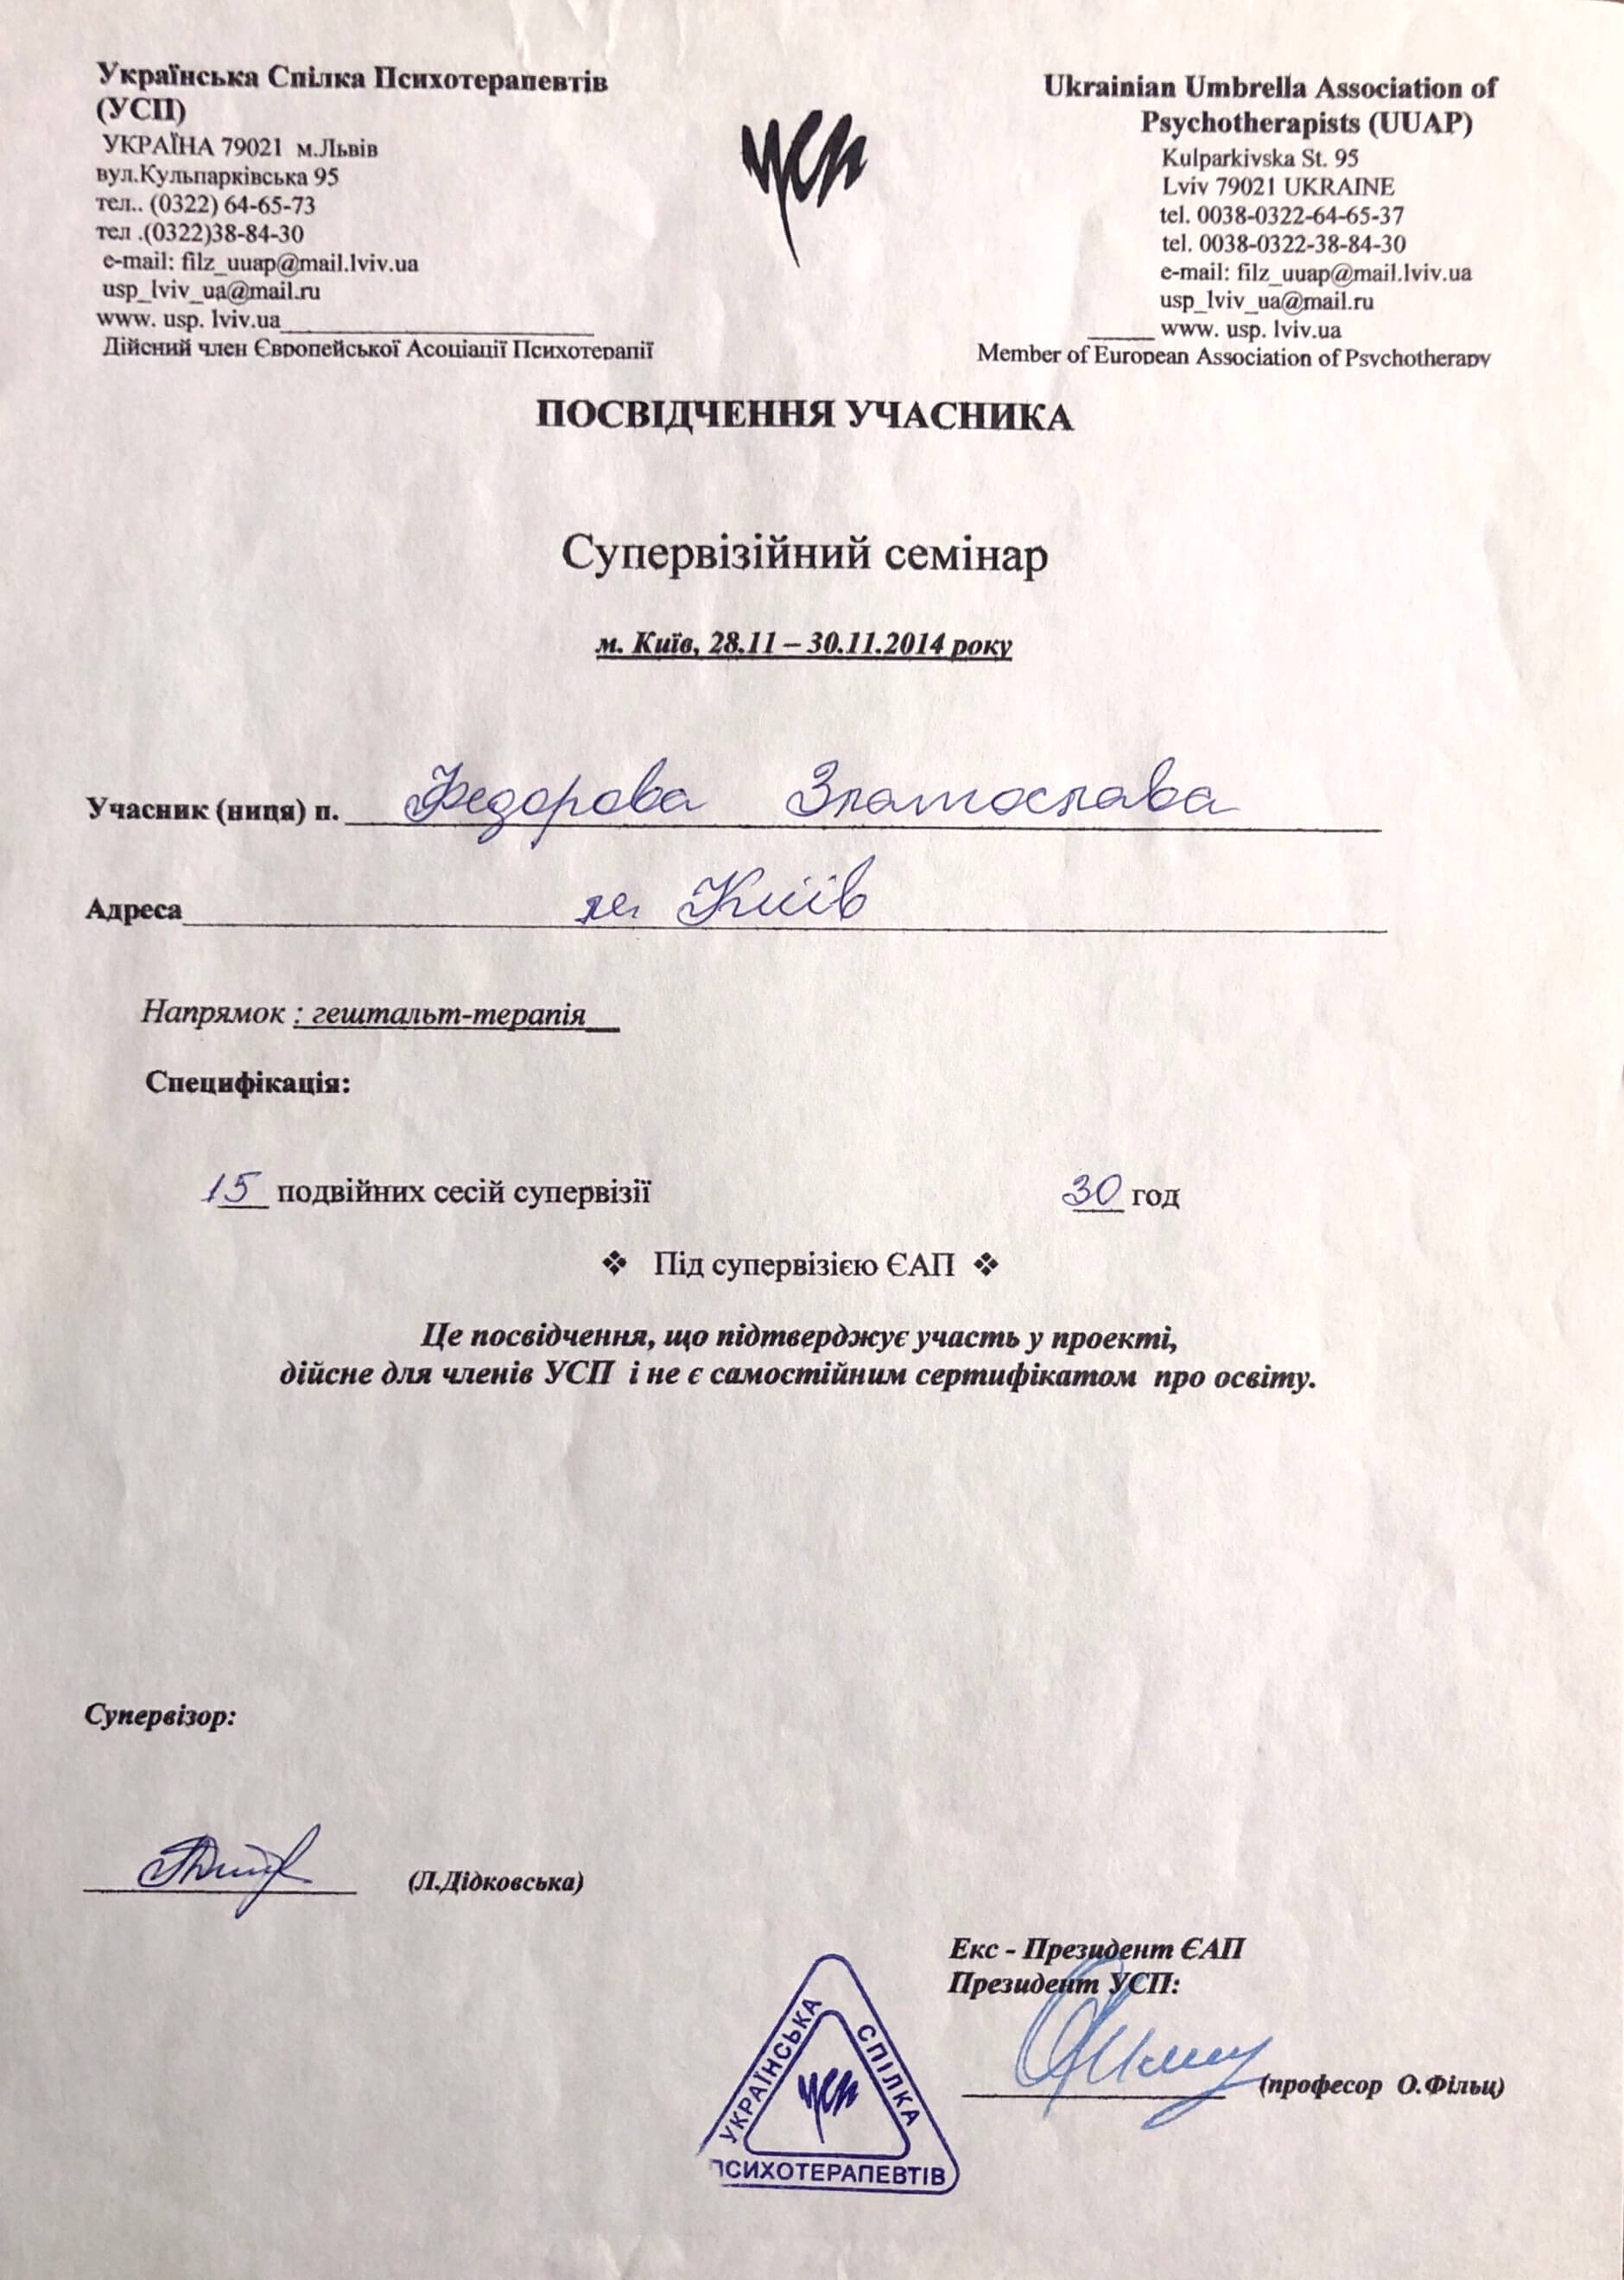 Українська Спілка Психотерапевтів
(УСП)
УКРАЇНА 79021 м.Львів
вул.Кульпарківська 95
тел.. (0322) 64-65-73
тел .(0322)38-84-30
e-mail: filz_uuap@mail.lviv.ua
usp_lviv_ua@mail.ru
www. usp. lviv.ua
Дійсний член Європейської Асоціації Психотерапії
усп
Ukrainian Umbrella Association of
Psychotherapists (UUAP)
Kulparkivska St. 95
Lviv 79021 UKRAINE
tel. 0038-0322-64-65-37
tel. 0038-0322-38-84-30
e-mail: filz_uuap@mail.lviv.ua
usp_lviv_ua@mail.ru
www. usp. lviv.ua
Member of European Association of Psychotherapy
ПОСВІДЧЕННЯ УЧАСНИКА
Супервізійний семінар
м. Київ, 28.11 – 30.11.2014 року
Учасник (ниця) п. Федорова Златослава
Адреса м. Київ
Напрямок : гештальт-терапія
Специфікація:
15 подвійних сесій супервізії 30 год
❖ Під супервізією ЄАП ❖
Це посвідчення, що підтверджує участь у проекті,
дійсне для членів УСП і не є самостійним сертифікатом про освіту.
Супервізор:
(Л.Дідковська)
Екс - Президент ЄАП
Президент УСП:
(професор О.Фільц)
УКРАЇНСЬКА СПІЛКА
усп
ПСИХОТЕРАПЕВТІВ